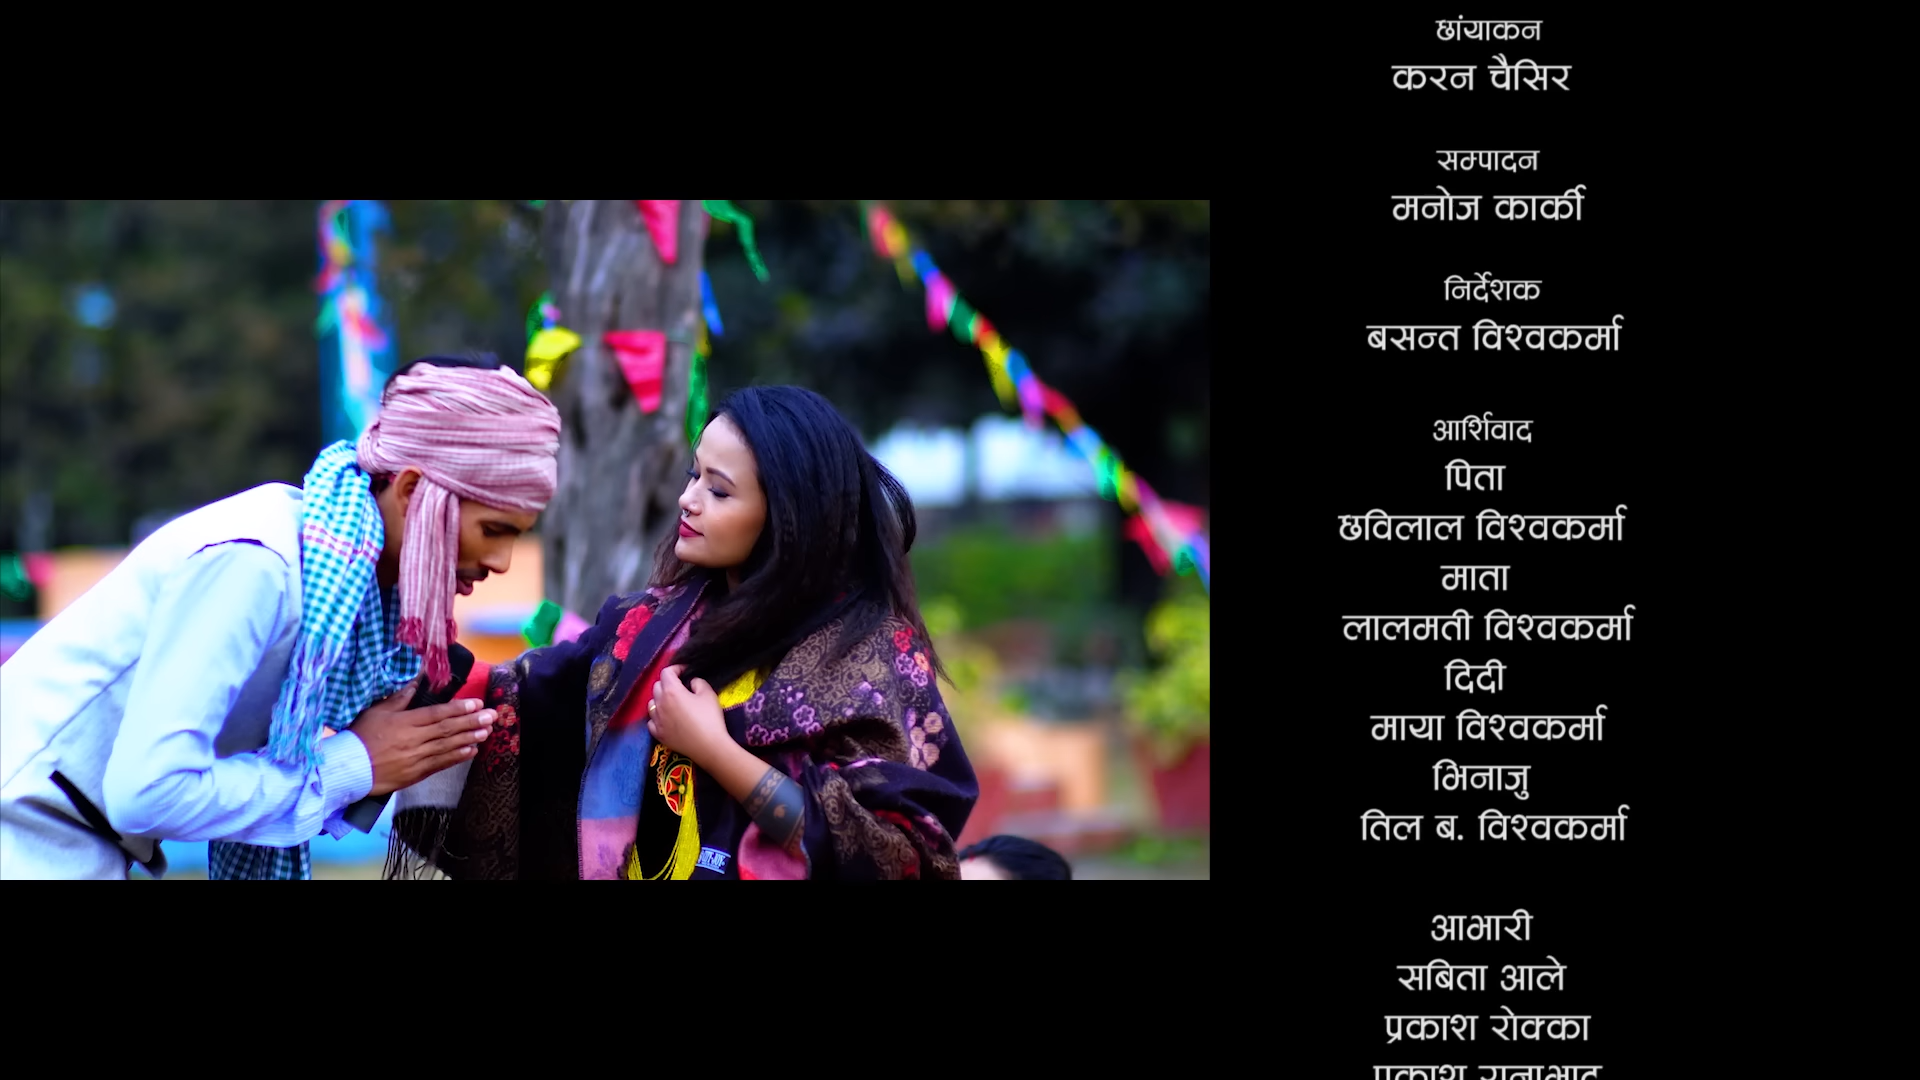 छांयाकन
करन चैसिर
सम्पादन
मनोज कार्की
निर्देशक
बसन्त विश्वकर्मा
आर्शिवाद
पिता
छविलाल विश्वकर्मा
माता
लालमती विश्वकर्मा
दिदी
माया विश्वकर्मा
भिनाजु
तिल ब. विश्वकर्मा
आभारी
सबिता आले
प्रकाश रोक्का